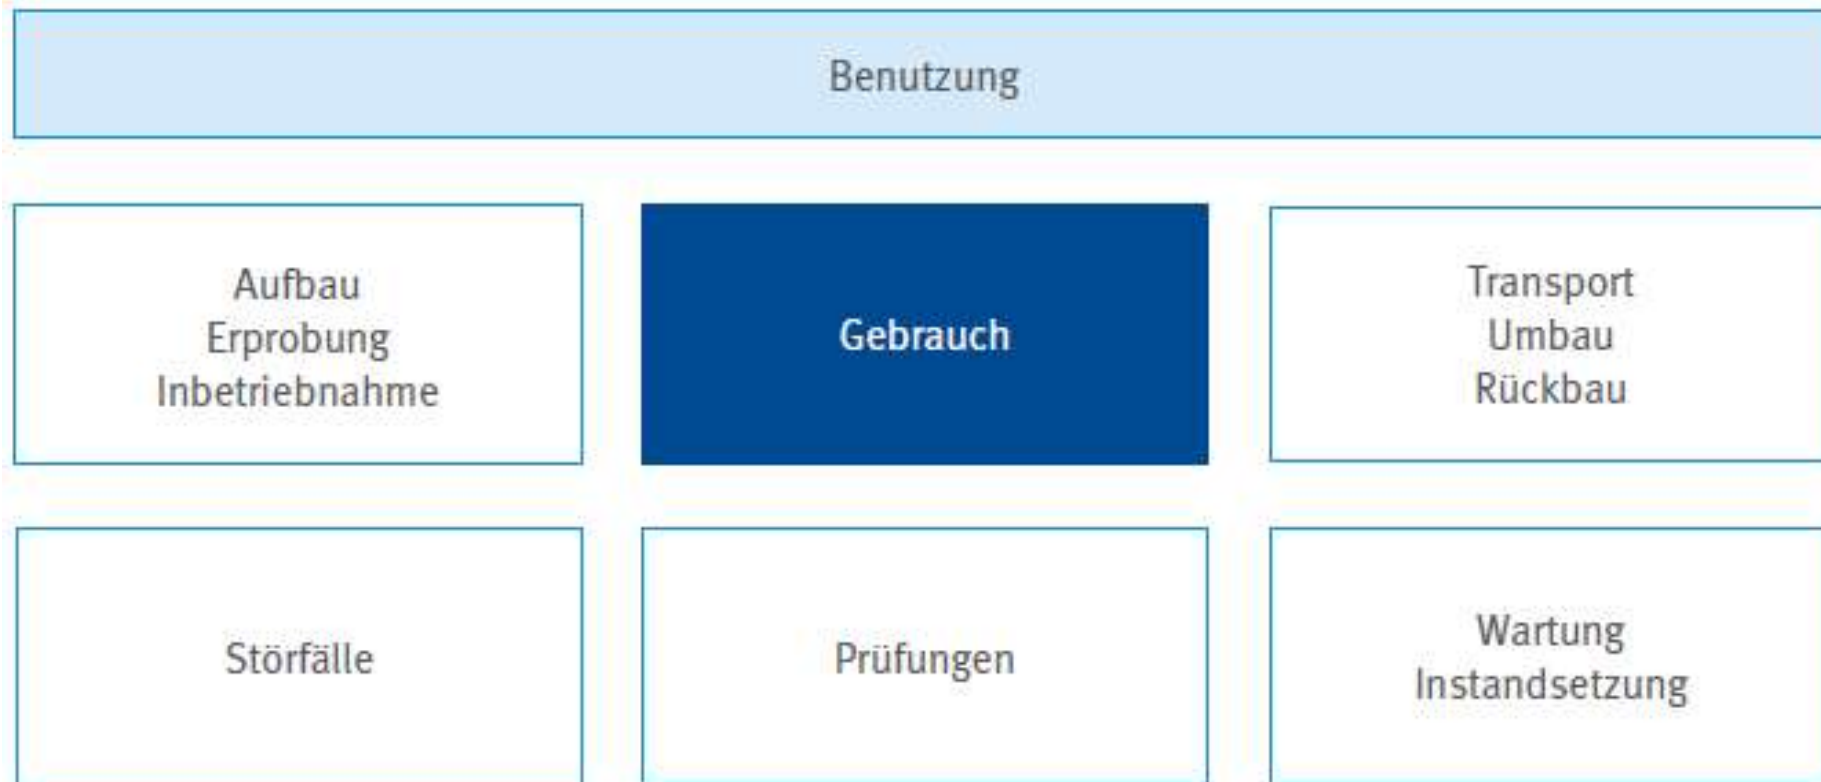 Benutzung
Aufbau
Erprobung
Inbetriebnahme
Gebrauch
Transport
Umbau
Rückbau
Störfälle
Prüfungen
Wartung
Instandsetzung